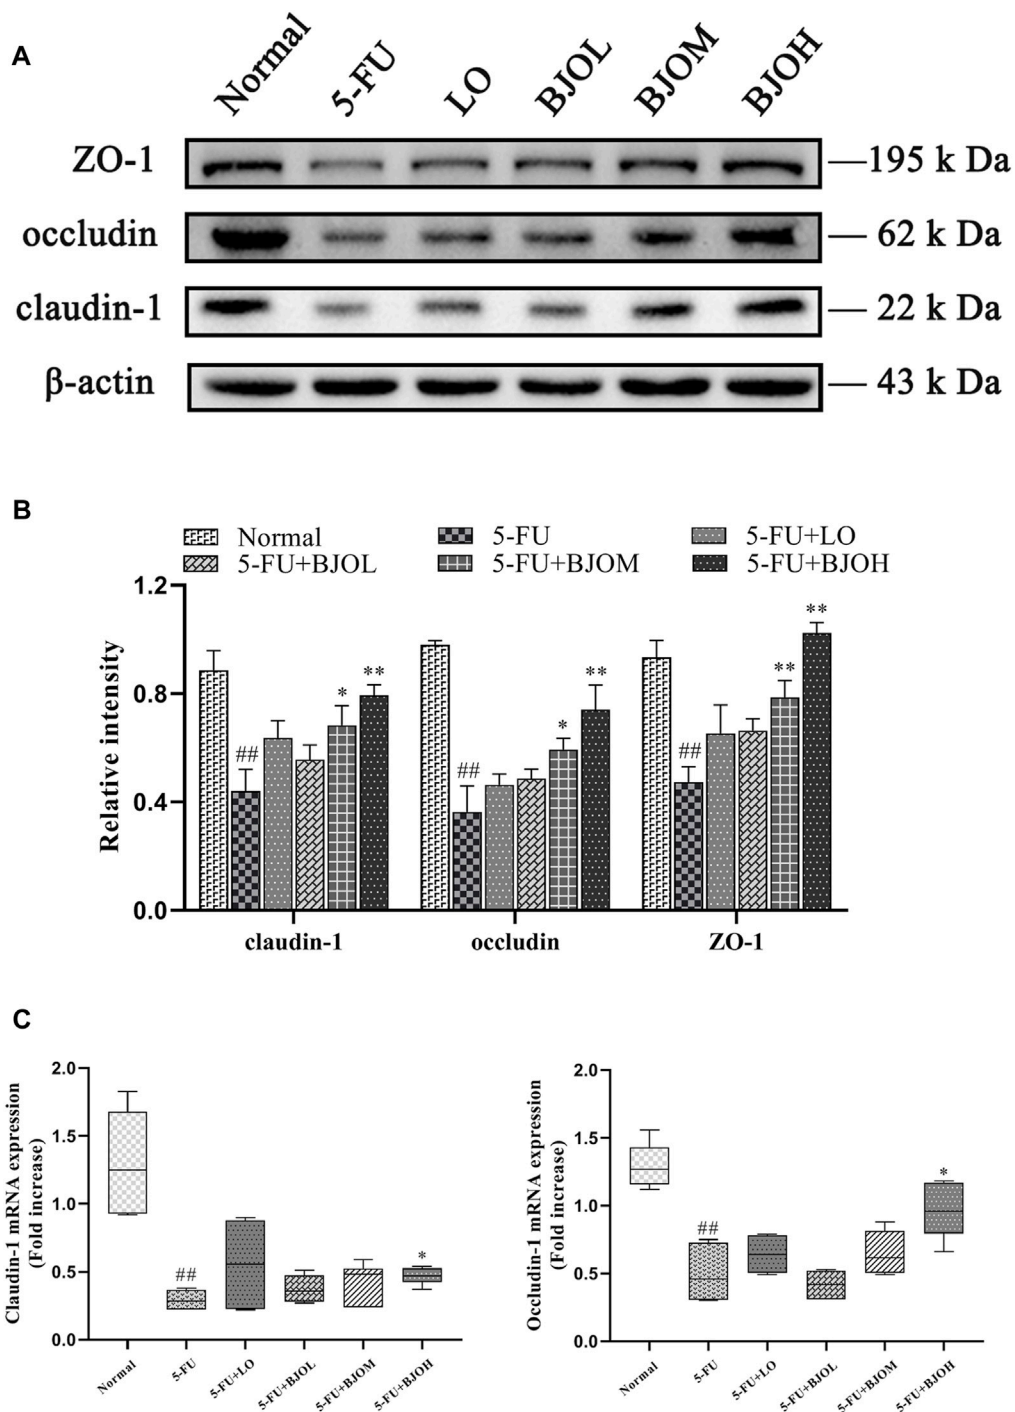 A
Normal 5-FU LO BJOL BJOM BJOH
ZO-1 195 k Da
occludin 62 k Da
claudin-1 22 k Da
β-actin 43 k Da
B
Normal 5-FU 5-FU+LO
5-FU+BJOL 5-FU+BJOM 5-FU+BJOH
Relative intensity
1.2
0.8
0.4
0.0
## * **
## * **
## ** **
claudin-1 occludin ZO-1
C
Claudin-1 mRNA expression
(Fold increase)
2.0
1.5
1.0
0.5
0.0
## *
Normal 5-FU 5-FU+LO 5-FU+BJOL 5-FU+BJOM 5-FU+BJOH
Occludin-1 mRNA expression
(Fold increase)
2.0
1.5
1.0
0.5
0.0
## *
Normal 5-FU 5-FU+LO 5-FU+BJOL 5-FU+BJOM 5-FU+BJOH